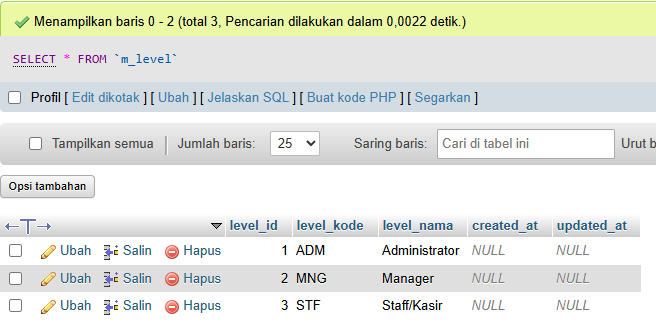 Menampilkan baris 0 - 2 (total 3, Pencarian dilakukan dalam 0,0022 detik.)
SELECT * FROM `m_level`
Profil [ Edit dikotak ] [ Ubah ] [ Jelaskan SQL ] [ Buat kode PHP ] [ Segarkan ]
Tampilkan semua Jumlah baris: 25 Saring baris: Cari di tabel ini Urut b
Opsi tambahan
←T→ level_id level_kode level_nama created_at updated_at
Ubah Salin Hapus 1 ADM Administrator NULL NULL
Ubah Salin Hapus 2 MNG Manager NULL NULL
Ubah Salin Hapus 3 STF Staff/Kasir NULL NULL